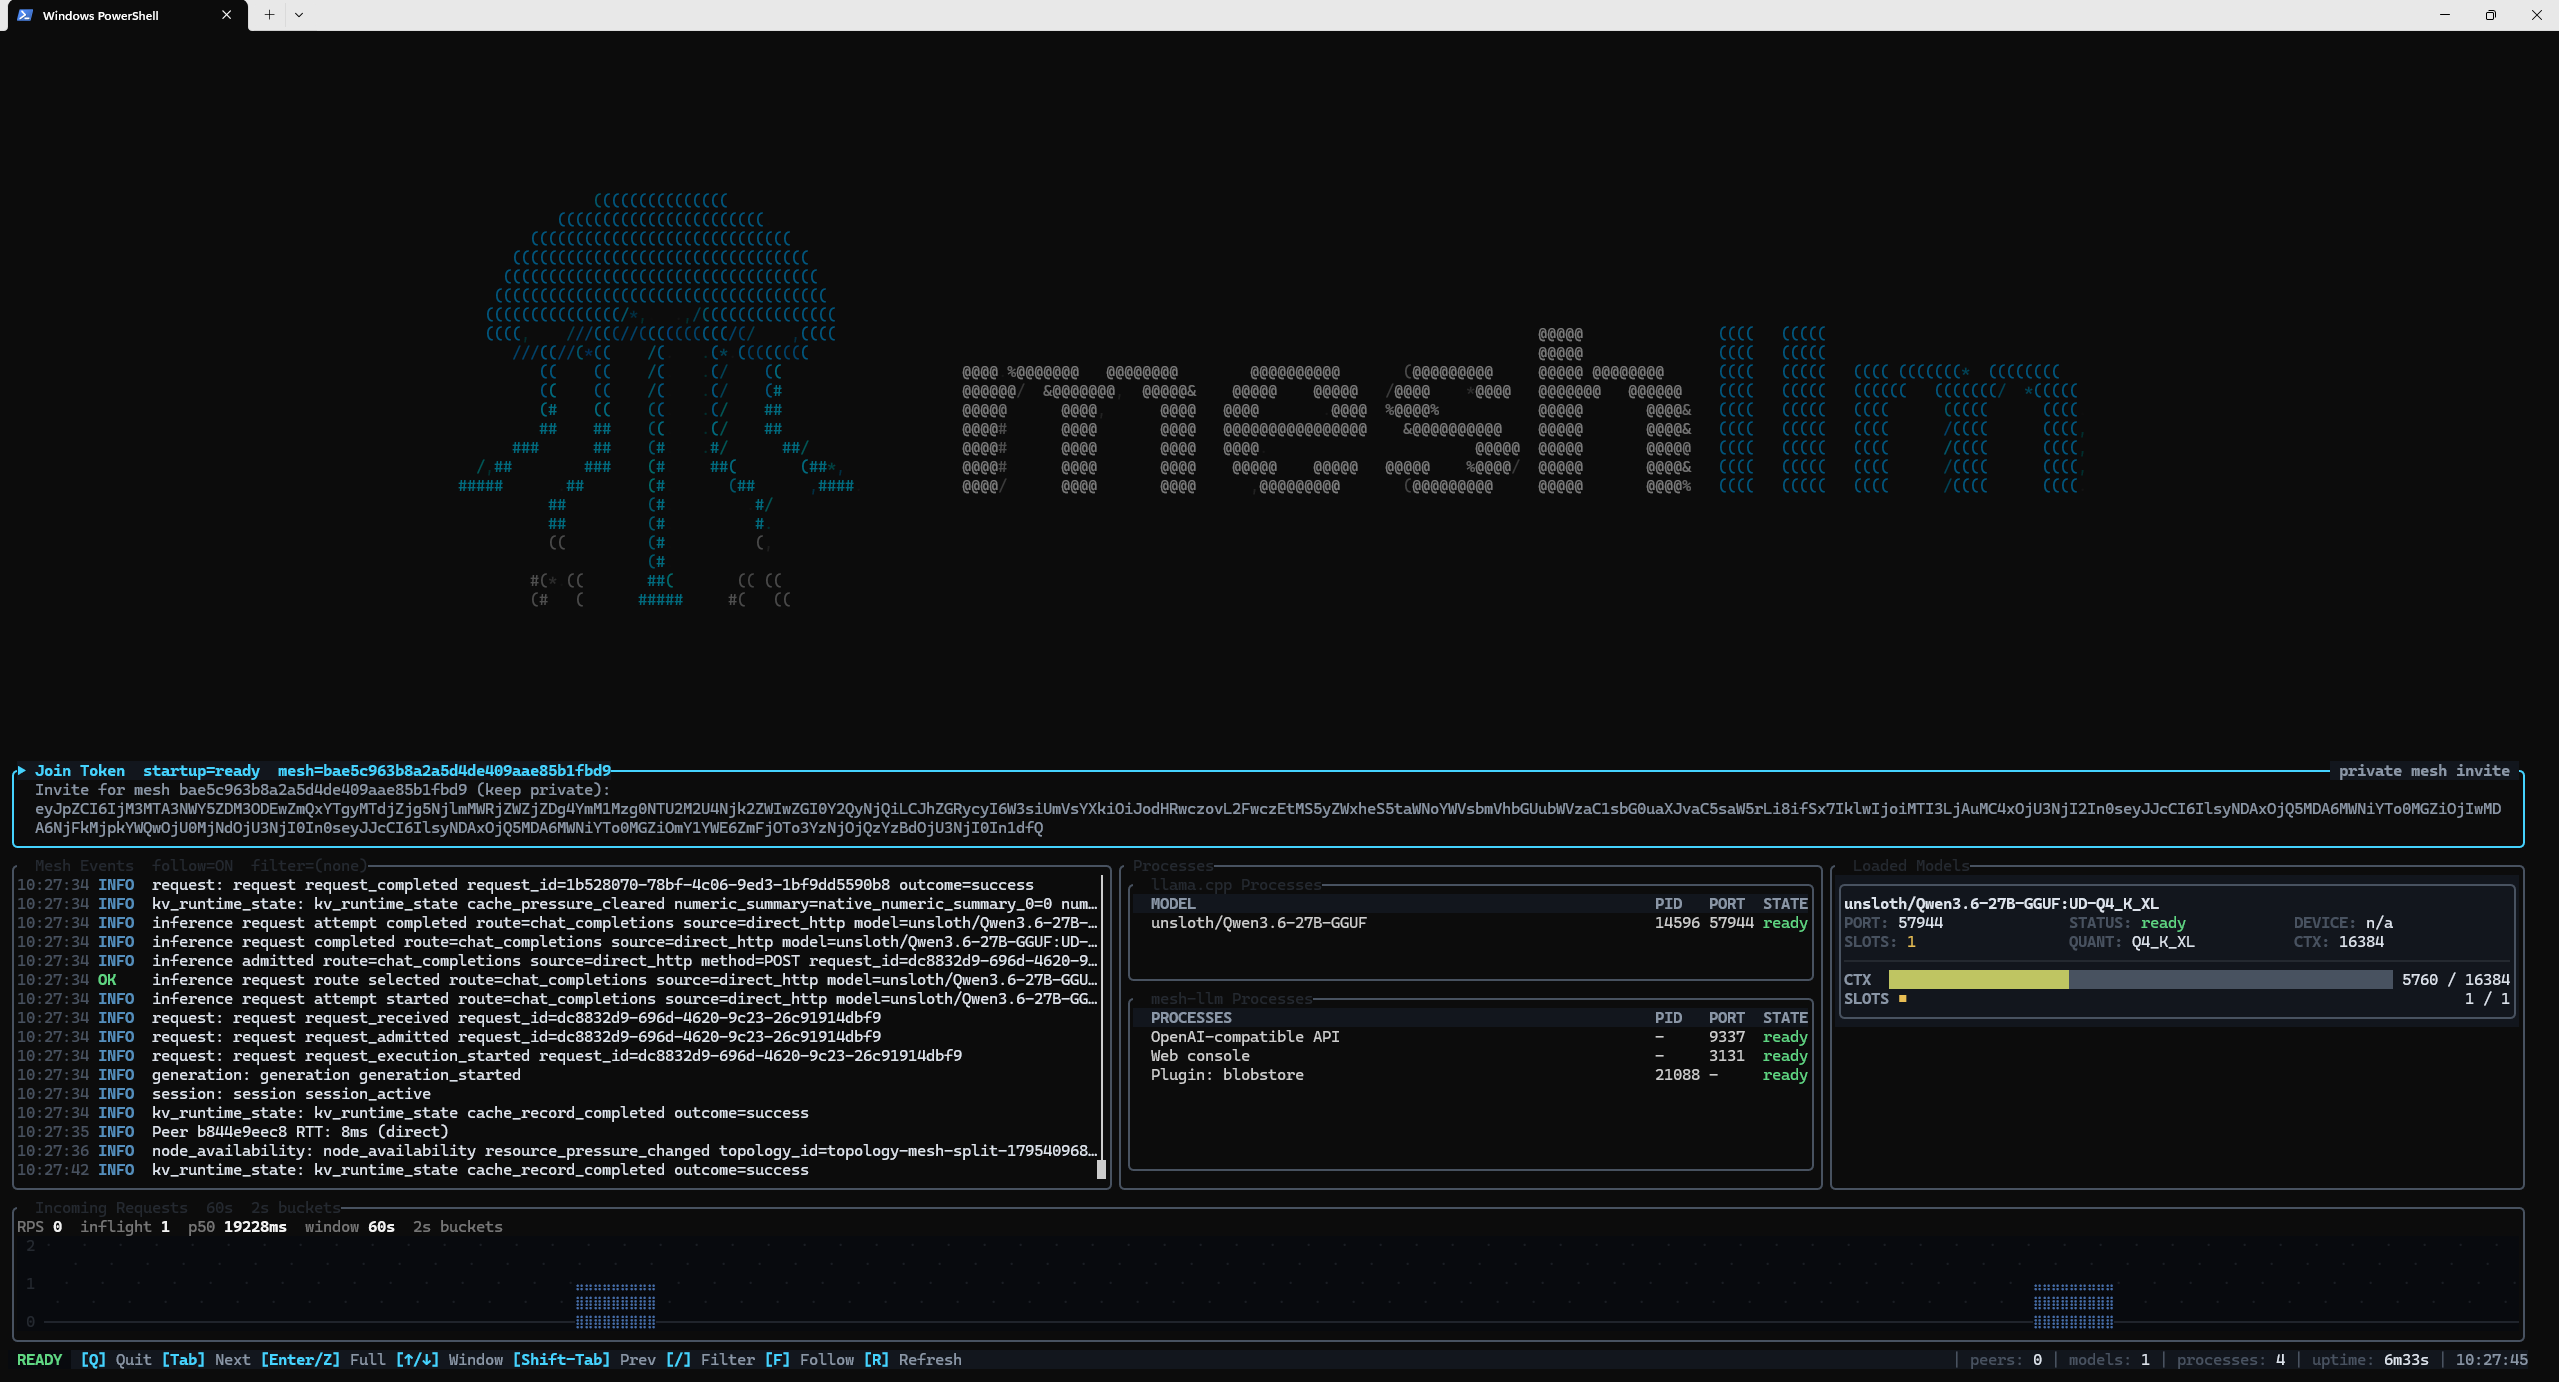 Windows PowerShell
mesh llm
Join Token  startup=ready  mesh=bae5c963b8a2a5d4de409aae85b1fbd9
private mesh invite
Invite for mesh bae5c963b8a2a5d4de409aae85b1fbd9 (keep private):
Mesh Events  follow=ON  filter=(none)
10:27:34 INFO  request: request request_completed request_id=1b528070-78bf-4c06-9ed3-1bf9dd5590b8 outcome=success
10:27:34 INFO  kv_runtime_state: kv_runtime_state cache_pressure_cleared numeric_summary=native_numeric_summary_0=0 num…
10:27:34 INFO  inference request attempt completed route=chat_completions source=direct_http model=unsloth/Qwen3.6-27B-…
10:27:34 INFO  inference request completed route=chat_completions source=direct_http model=unsloth/Qwen3.6-27B-GGUF:UD-…
10:27:34 INFO  inference admitted route=chat_completions source=direct_http method=POST request_id=dc8832d9-696d-4620-9…
10:27:34 OK    inference request route selected route=chat_completions source=direct_http model=unsloth/Qwen3.6-27B-GGU…
10:27:34 INFO  inference request attempt started route=chat_completions source=direct_http model=unsloth/Qwen3.6-27B-GG…
10:27:34 INFO  request: request request_received request_id=dc8832d9-696d-4620-9c23-26c91914dbf9
10:27:34 INFO  request: request request_admitted request_id=dc8832d9-696d-4620-9c23-26c91914dbf9
10:27:34 INFO  request: request request_execution_started request_id=dc8832d9-696d-4620-9c23-26c91914dbf9
10:27:34 INFO  generation: generation generation_started
10:27:34 INFO  session: session session_active
10:27:34 INFO  kv_runtime_state: kv_runtime_state cache_record_completed outcome=success
10:27:35 INFO  Peer b844e9eec8 RTT: 8ms (direct)
10:27:36 INFO  node_availability: node_availability resource_pressure_changed topology_id=topology-mesh-split-179540968…
10:27:42 INFO  kv_runtime_state: kv_runtime_state cache_record_completed outcome=success
Processes
llama.cpp Processes
MODEL  PID  PORT  STATE
unsloth/Qwen3.6-27B-GGUF  14596 57944 ready
mesh-llm Processes
PROCESSES  PID  PORT  STATE
OpenAI-compatible API  -  9337  ready
Web console  -  3131  ready
Plugin: blobstore  21088 -  ready
Loaded Models
unsloth/Qwen3.6-27B-GGUF:UD-Q4_K_XL
PORT: 57944  STATUS: ready  DEVICE: n/a
SLOTS: 1  QUANT: Q4_K_XL  CTX: 16384
CTX  5760 / 16384
SLOTS  1 / 1
Incoming Requests  60s  2s buckets
RPS 0  inflight 1  p50 19228ms  window 60s  2s buckets
2
1
0
READY  [Q] Quit [Tab] Next [Enter/Z] Full [↑/↓] Window [Shift-Tab] Prev [/] Filter [F] Follow [R] Refresh
| peers: 0 | models: 1 | processes: 4 | uptime: 6m33s | 10:27:45